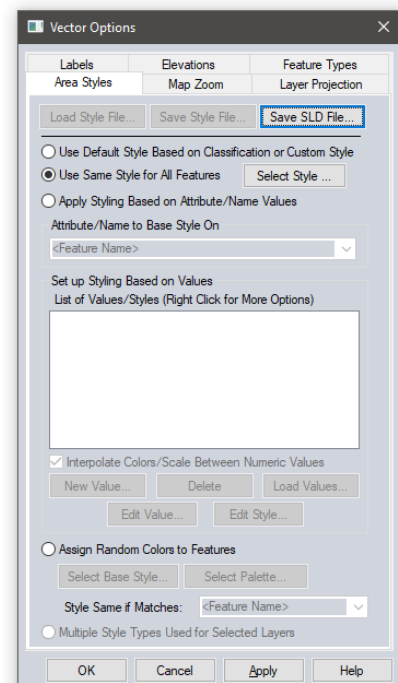 Vector Options
Labels Elevations Feature Types
Area Styles Map Zoom Layer Projection
Load Style File... Save Style File... Save SLD File...
Use Default Style Based on Classification or Custom Style
Use Same Style for All Features Select Style ...
Apply Styling Based on Attribute/Name Values
Attribute/Name to Base Style On
<Feature Name>
Set up Styling Based on Values
List of Values/Styles (Right Click for More Options)
Interpolate Colors/Scale Between Numeric Values
New Value... Delete Load Values...
Edit Value... Edit Style...
Assign Random Colors to Features
Select Base Style... Select Palette...
Style Same if Matches: <Feature Name>
Multiple Style Types Used for Selected Layers
OK Cancel Apply Help